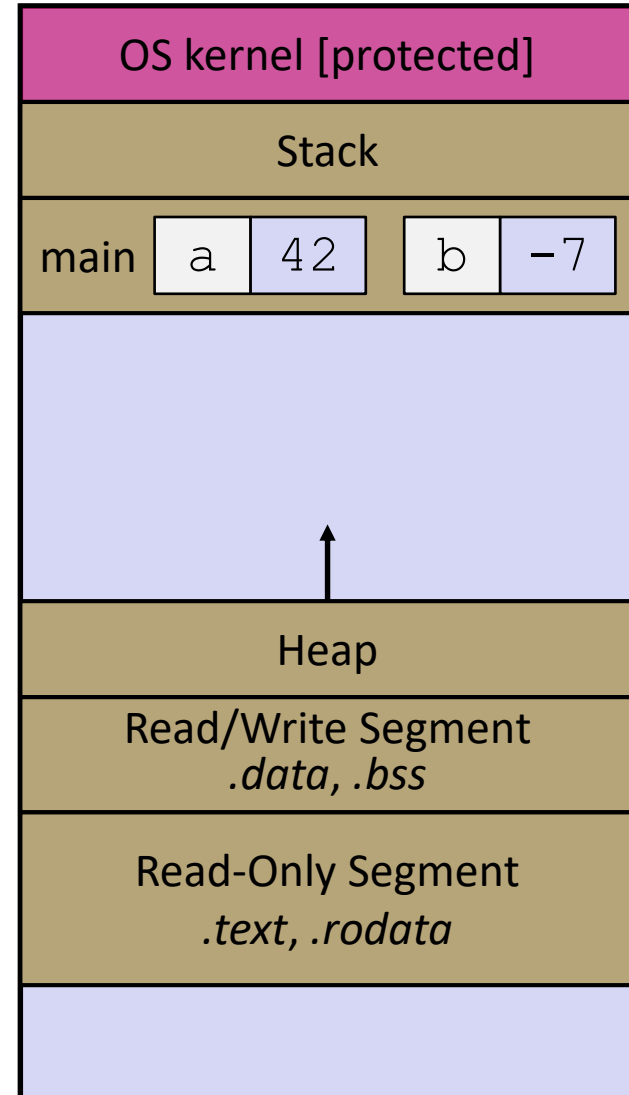 OS kernel [protected]
Stack
main a 42 b -7
Heap
Read/Write Segment
.data, .bss
Read-Only Segment
.text, .rodata